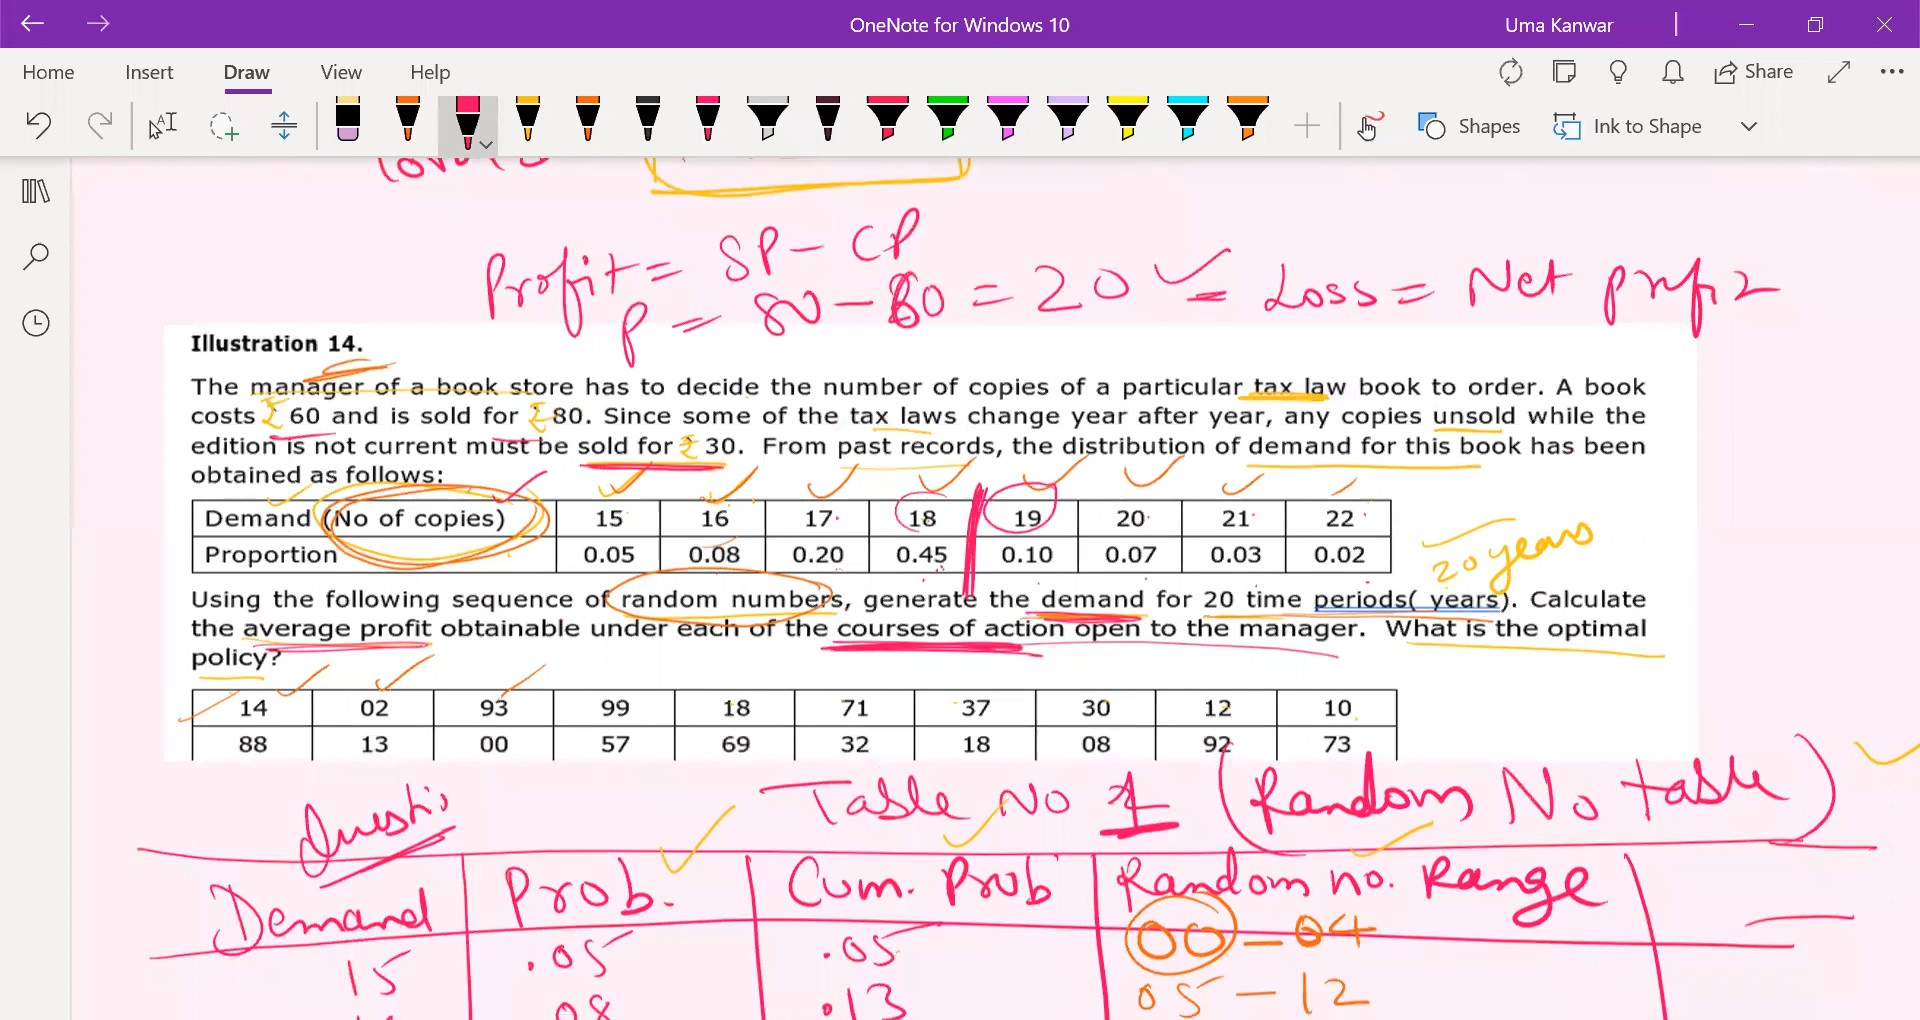 OneNote for Windows 10
Uma Kanwar
Home Insert Draw View Help
Share
Shapes
Ink to Shape
Profit = SP - CP
P = 80 - 60 = 20 = Loss = Net profit
Illustration 14.
The manager of a book store has to decide the number of copies of a particular tax law book to order. A book
costs ₹ 60 and is sold for ₹ 80. Since some of the tax laws change year after year, any copies unsold while the
edition is not current must be sold for ₹ 30. From past records, the distribution of demand for this book has been
obtained as follows:
Demand (No of copies) 15 16 17 18 19 20 21 22
Proportion 0.05 0.08 0.20 0.45 0.10 0.07 0.03 0.02
20 years
Using the following sequence of random numbers, generate the demand for 20 time periods( years). Calculate
the average profit obtainable under each of the courses of action open to the manager. What is the optimal
policy?
14 02 93 99 18 71 37 30 12 10
88 13 00 57 69 32 18 08 92 73
Table No 1 (Random No table)
Demand Prob. Cum. Prob Random no. Range
15 .05 .05 00 - 04
08 .13 05 - 12